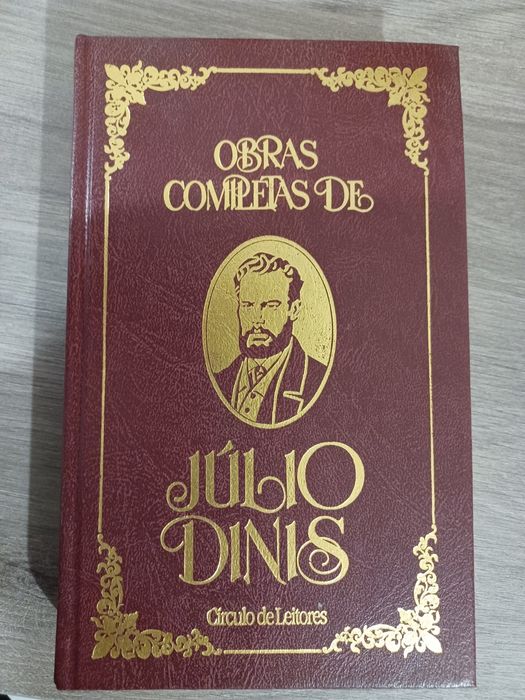 OBRAS
COMPLETAS DE
JÚLIO
DINIS
Círculo de Leitores